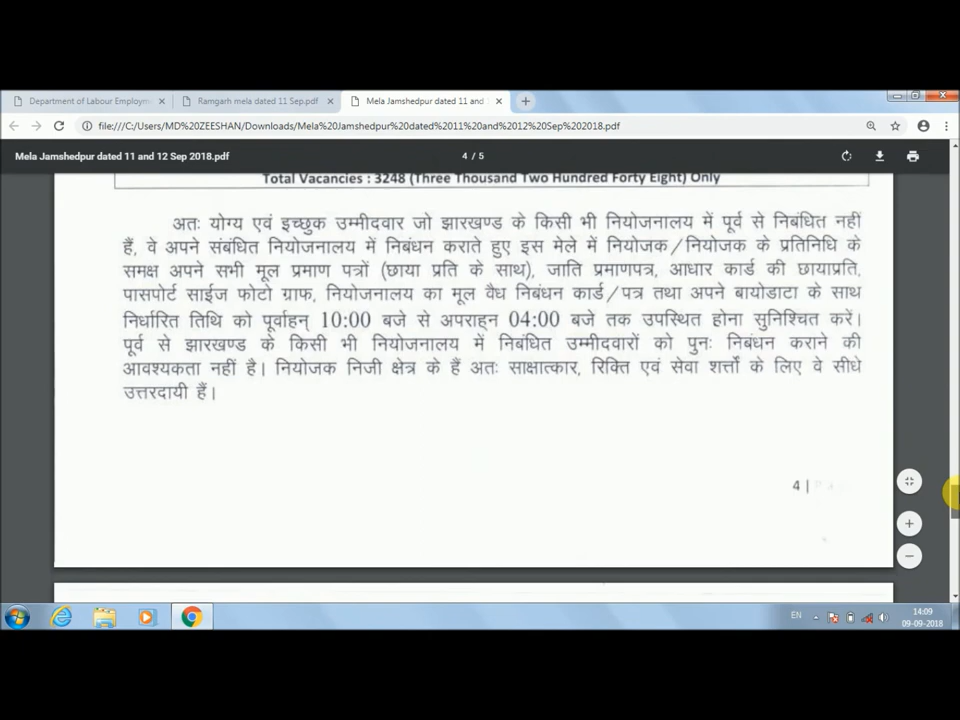 Department of Labour Employm
Ramgarh mela dated 11 Sep.pdf
Mela Jamshedpur dated 11 and
file:///C:/Users/MD%20ZEESHAN/Downloads/Mela%20Jamshedpur%20dated%2011%20and%2012%20Sep%202018.pdf
Mela Jamshedpur dated 11 and 12 Sep 2018.pdf
4 / 5
Total Vacancies : 3248 (Three Thousand Two Hundred Forty Eight) Only
अतः योग्य एवं इच्छुक उम्मीदवार जो झारखण्ड के किसी भी नियोजनालय में पूर्व से निबंधित नहीं
हैं, वे अपने संबंधित नियोजनालय में निबंधन कराते हुए इस मेले में नियोजक/नियोजक के प्रतिनिधि के
समक्ष अपने सभी मूल प्रमाण पत्रों (छाया प्रति के साथ), जाति प्रमाणपत्र, आधार कार्ड की छायाप्रति,
पासपोर्ट साईज फोटो ग्राफ, नियोजनालय का मूल वैध निबंधन कार्ड/पत्र तथा अपने बायोडाटा के साथ
निर्धारित तिथि को पूर्वाहन् 10:00 बजे से अपराह्न 04:00 बजे तक उपस्थित होना सुनिश्चित करें।
पूर्व से झारखण्ड के किसी भी नियोजनालय में निबंधित उम्मीदवारों को पुनः निबंधन कराने की
आवश्यकता नहीं है। नियोजक निजी क्षेत्र के हैं अतः साक्षात्कार, रिक्ति एवं सेवा शर्त्तो के लिए वे सीधे
उत्तरदायी हैं।
4 |
EN
14:09
09-09-2018